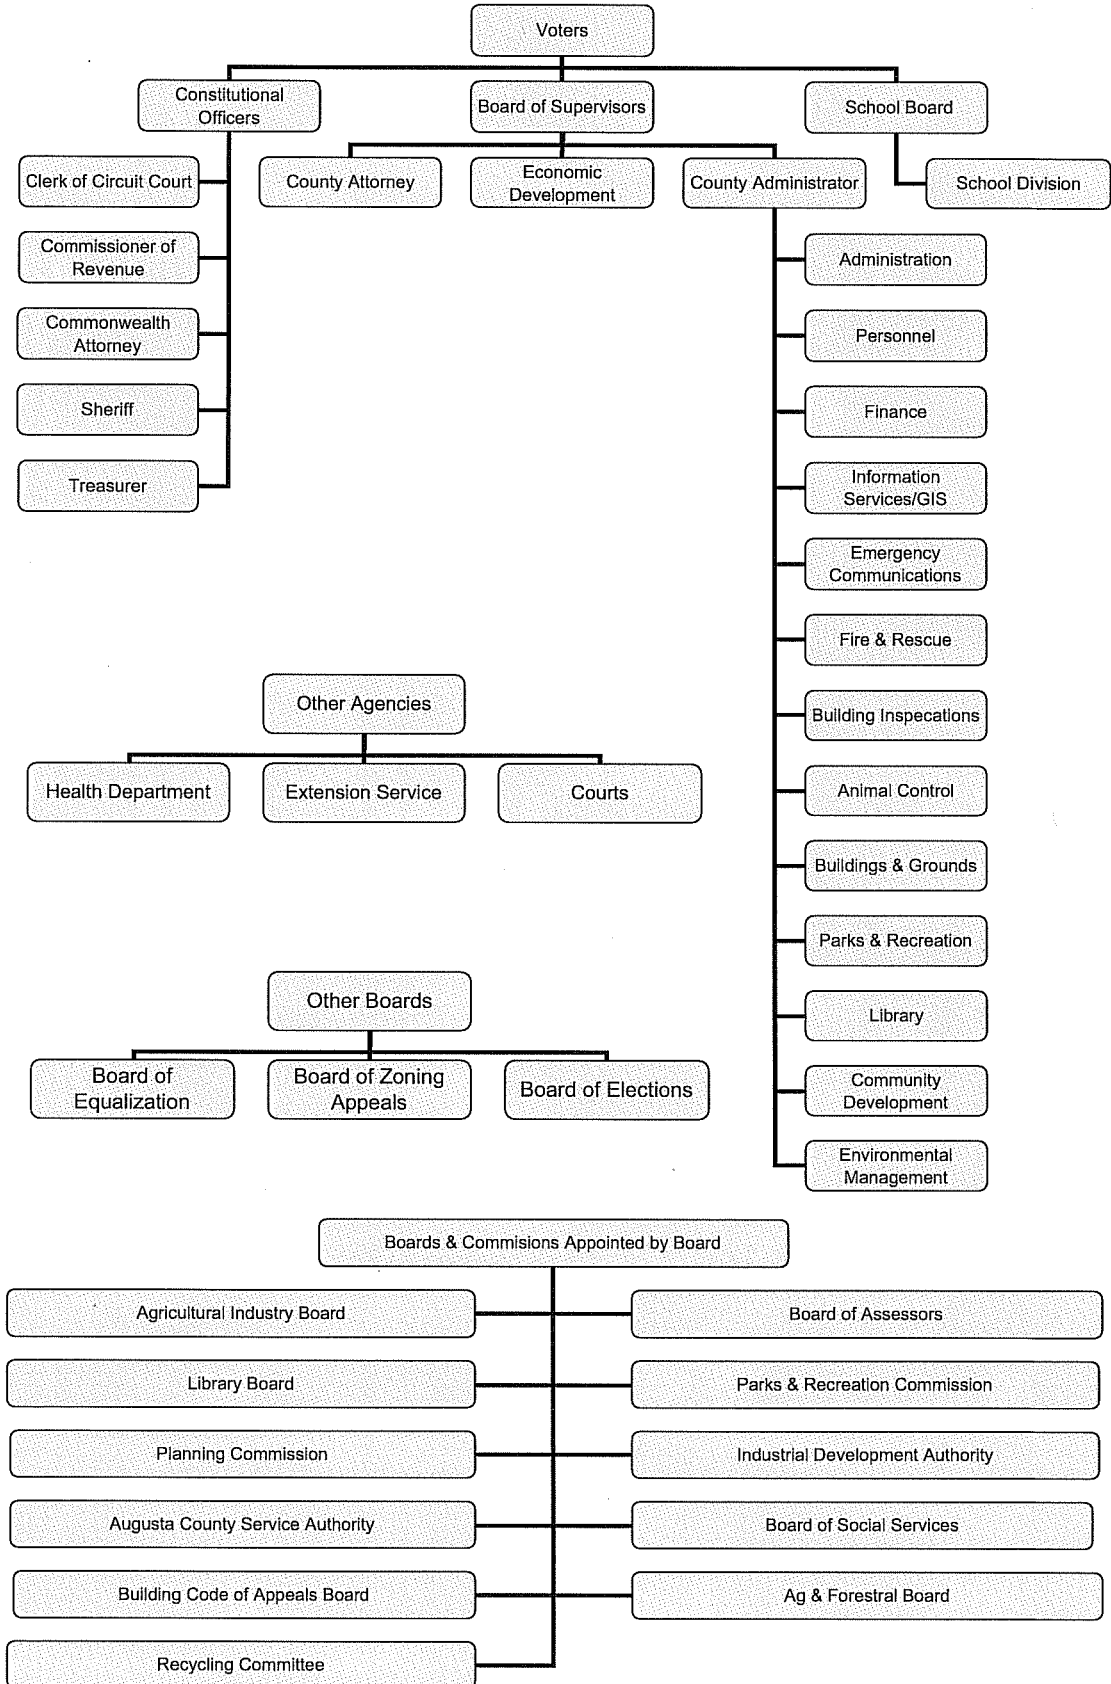 Voters
Constitutional
Officers
Board of Supervisors
School Board
Clerk of Circuit Court
County Attorney
Economic
Development
County Administrator
School Division
Commissioner of
Revenue
Commonwealth
Attorney
Sheriff
Treasurer
Administration
Personnel
Finance
Information
Services/GIS
Emergency
Communications
Fire & Rescue
Building Inspecations
Animal Control
Buildings & Grounds
Parks & Recreation
Library
Community
Development
Environmental
Management
Other Agencies
Health Department
Extension Service
Courts
Other Boards
Board of
Equalization
Board of Zoning
Appeals
Board of Elections
Boards & Commisions Appointed by Board
Agricultural Industry Board
Board of Assessors
Library Board
Parks & Recreation Commission
Planning Commission
Industrial Development Authority
Augusta County Service Authority
Board of Social Services
Building Code of Appeals Board
Ag & Forestral Board
Recycling Committee